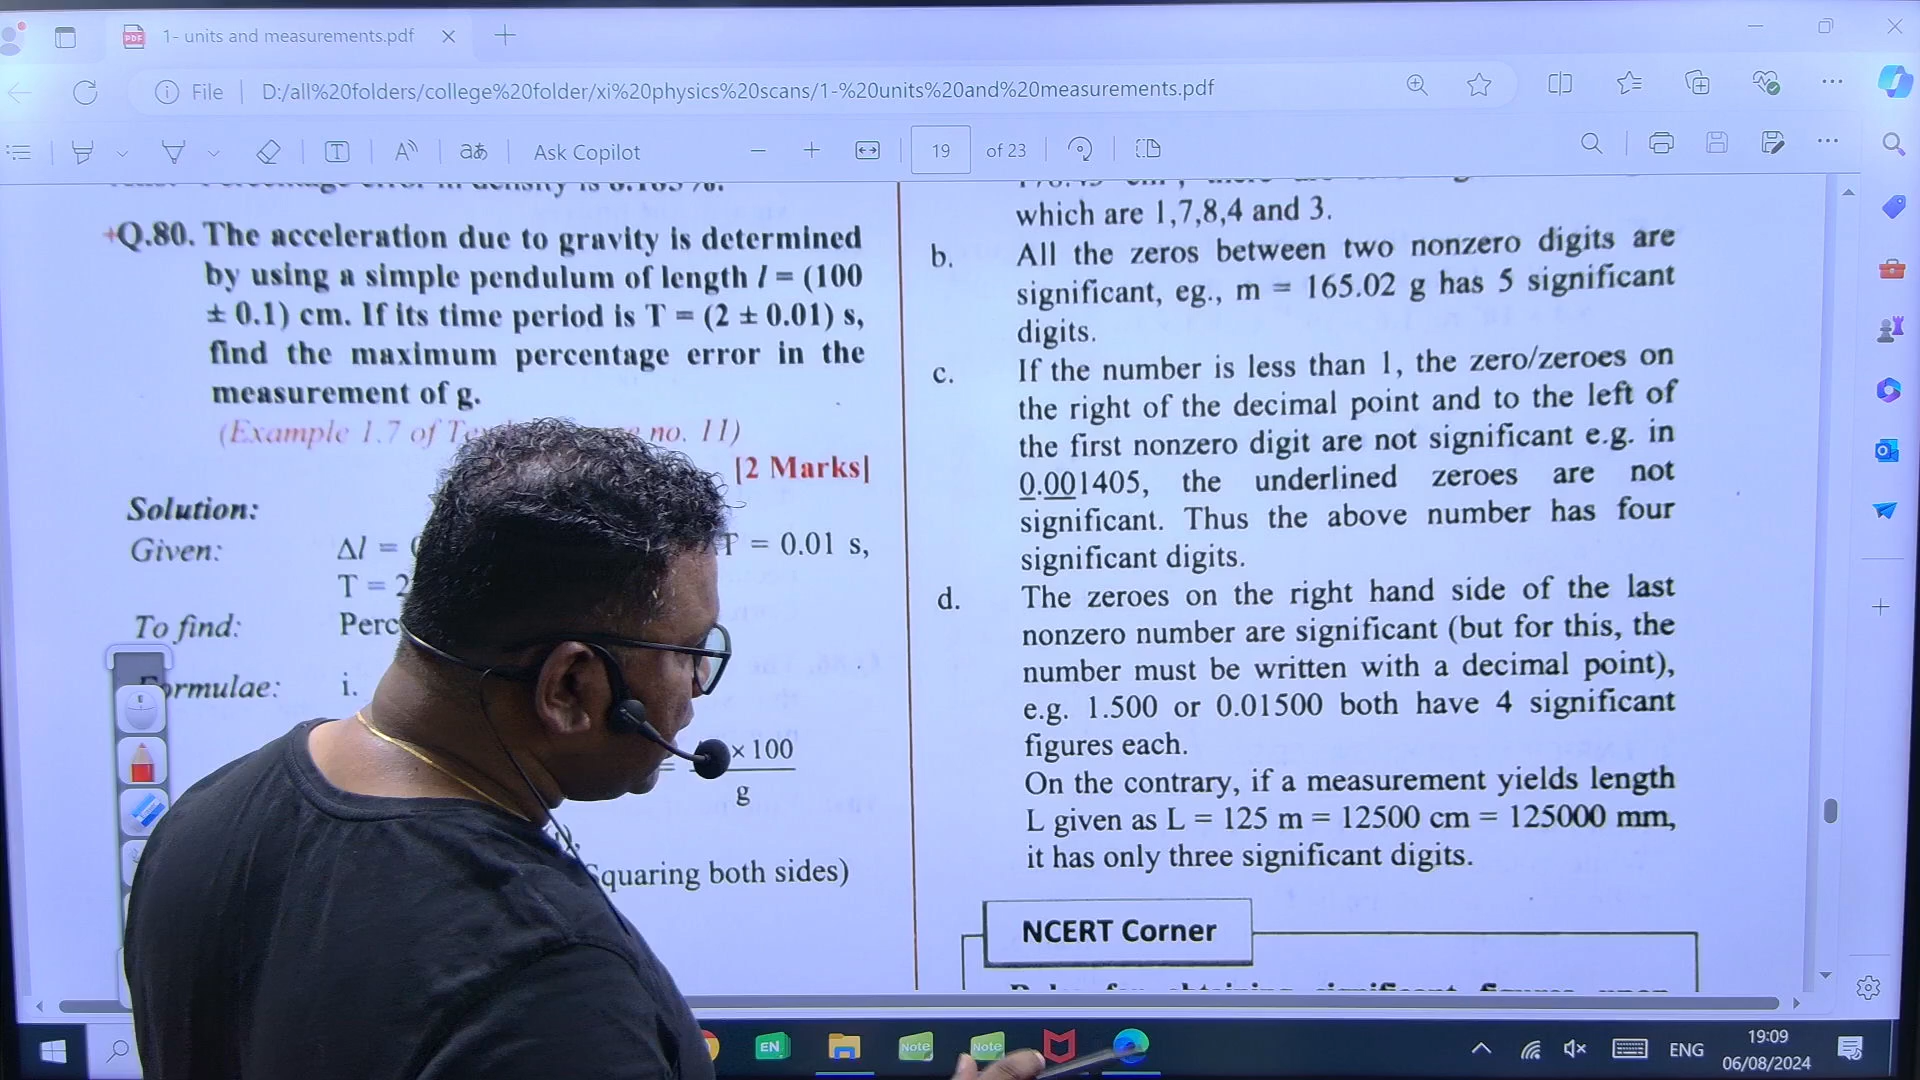 1- units and measurements.pdf
File
D:/all%20folders/college%20folder/xi%20physics%20scans/1-%20units%20and%20measurements.pdf
Ask Copilot
19 of 23
Q.80. The acceleration due to gravity is determined
by using a simple pendulum of length l = (100
± 0.1) cm. If its time period is T = (2 ± 0.01) s,
find the maximum percentage error in the
measurement of g.
(Example 1.7 of no. 11)
[2 Marks]
Solution:
Given: Δl = T = 0.01 s,
T = 2
To find:
Formulae: i.
× 100
g
Squaring both sides)
which are 1,7,8,4 and 3.
b. All the zeros between two nonzero digits are
significant, eg., m = 165.02 g has 5 significant
digits.
c. If the number is less than 1, the zero/zeroes on
the right of the decimal point and to the left of
the first nonzero digit are not significant e.g. in
0.001405, the underlined zeroes are not
significant. Thus the above number has four
significant digits.
d. The zeroes on the right hand side of the last
nonzero number are significant (but for this, the
number must be written with a decimal point),
e.g. 1.500 or 0.01500 both have 4 significant
figures each.
On the contrary, if a measurement yields length
L given as L = 125 m = 12500 cm = 125000 mm,
it has only three significant digits.
NCERT Corner
EN
Note
Note
ENG
19:09
06/08/2024